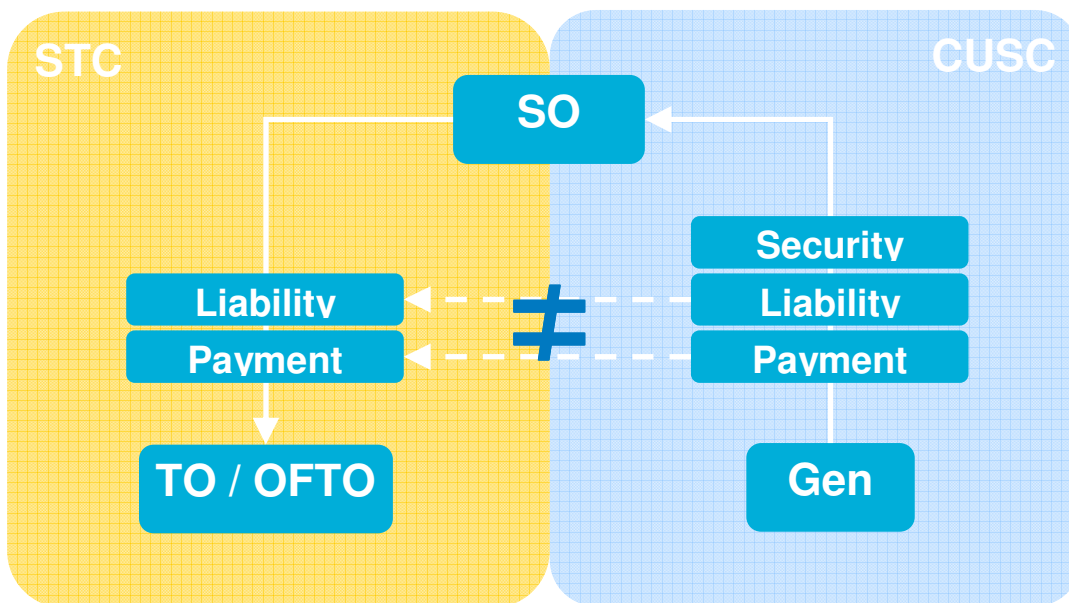 STC
CUSC
SO
Security
Liability
Liability
≠
Payment
Payment
TO / OFTO
Gen